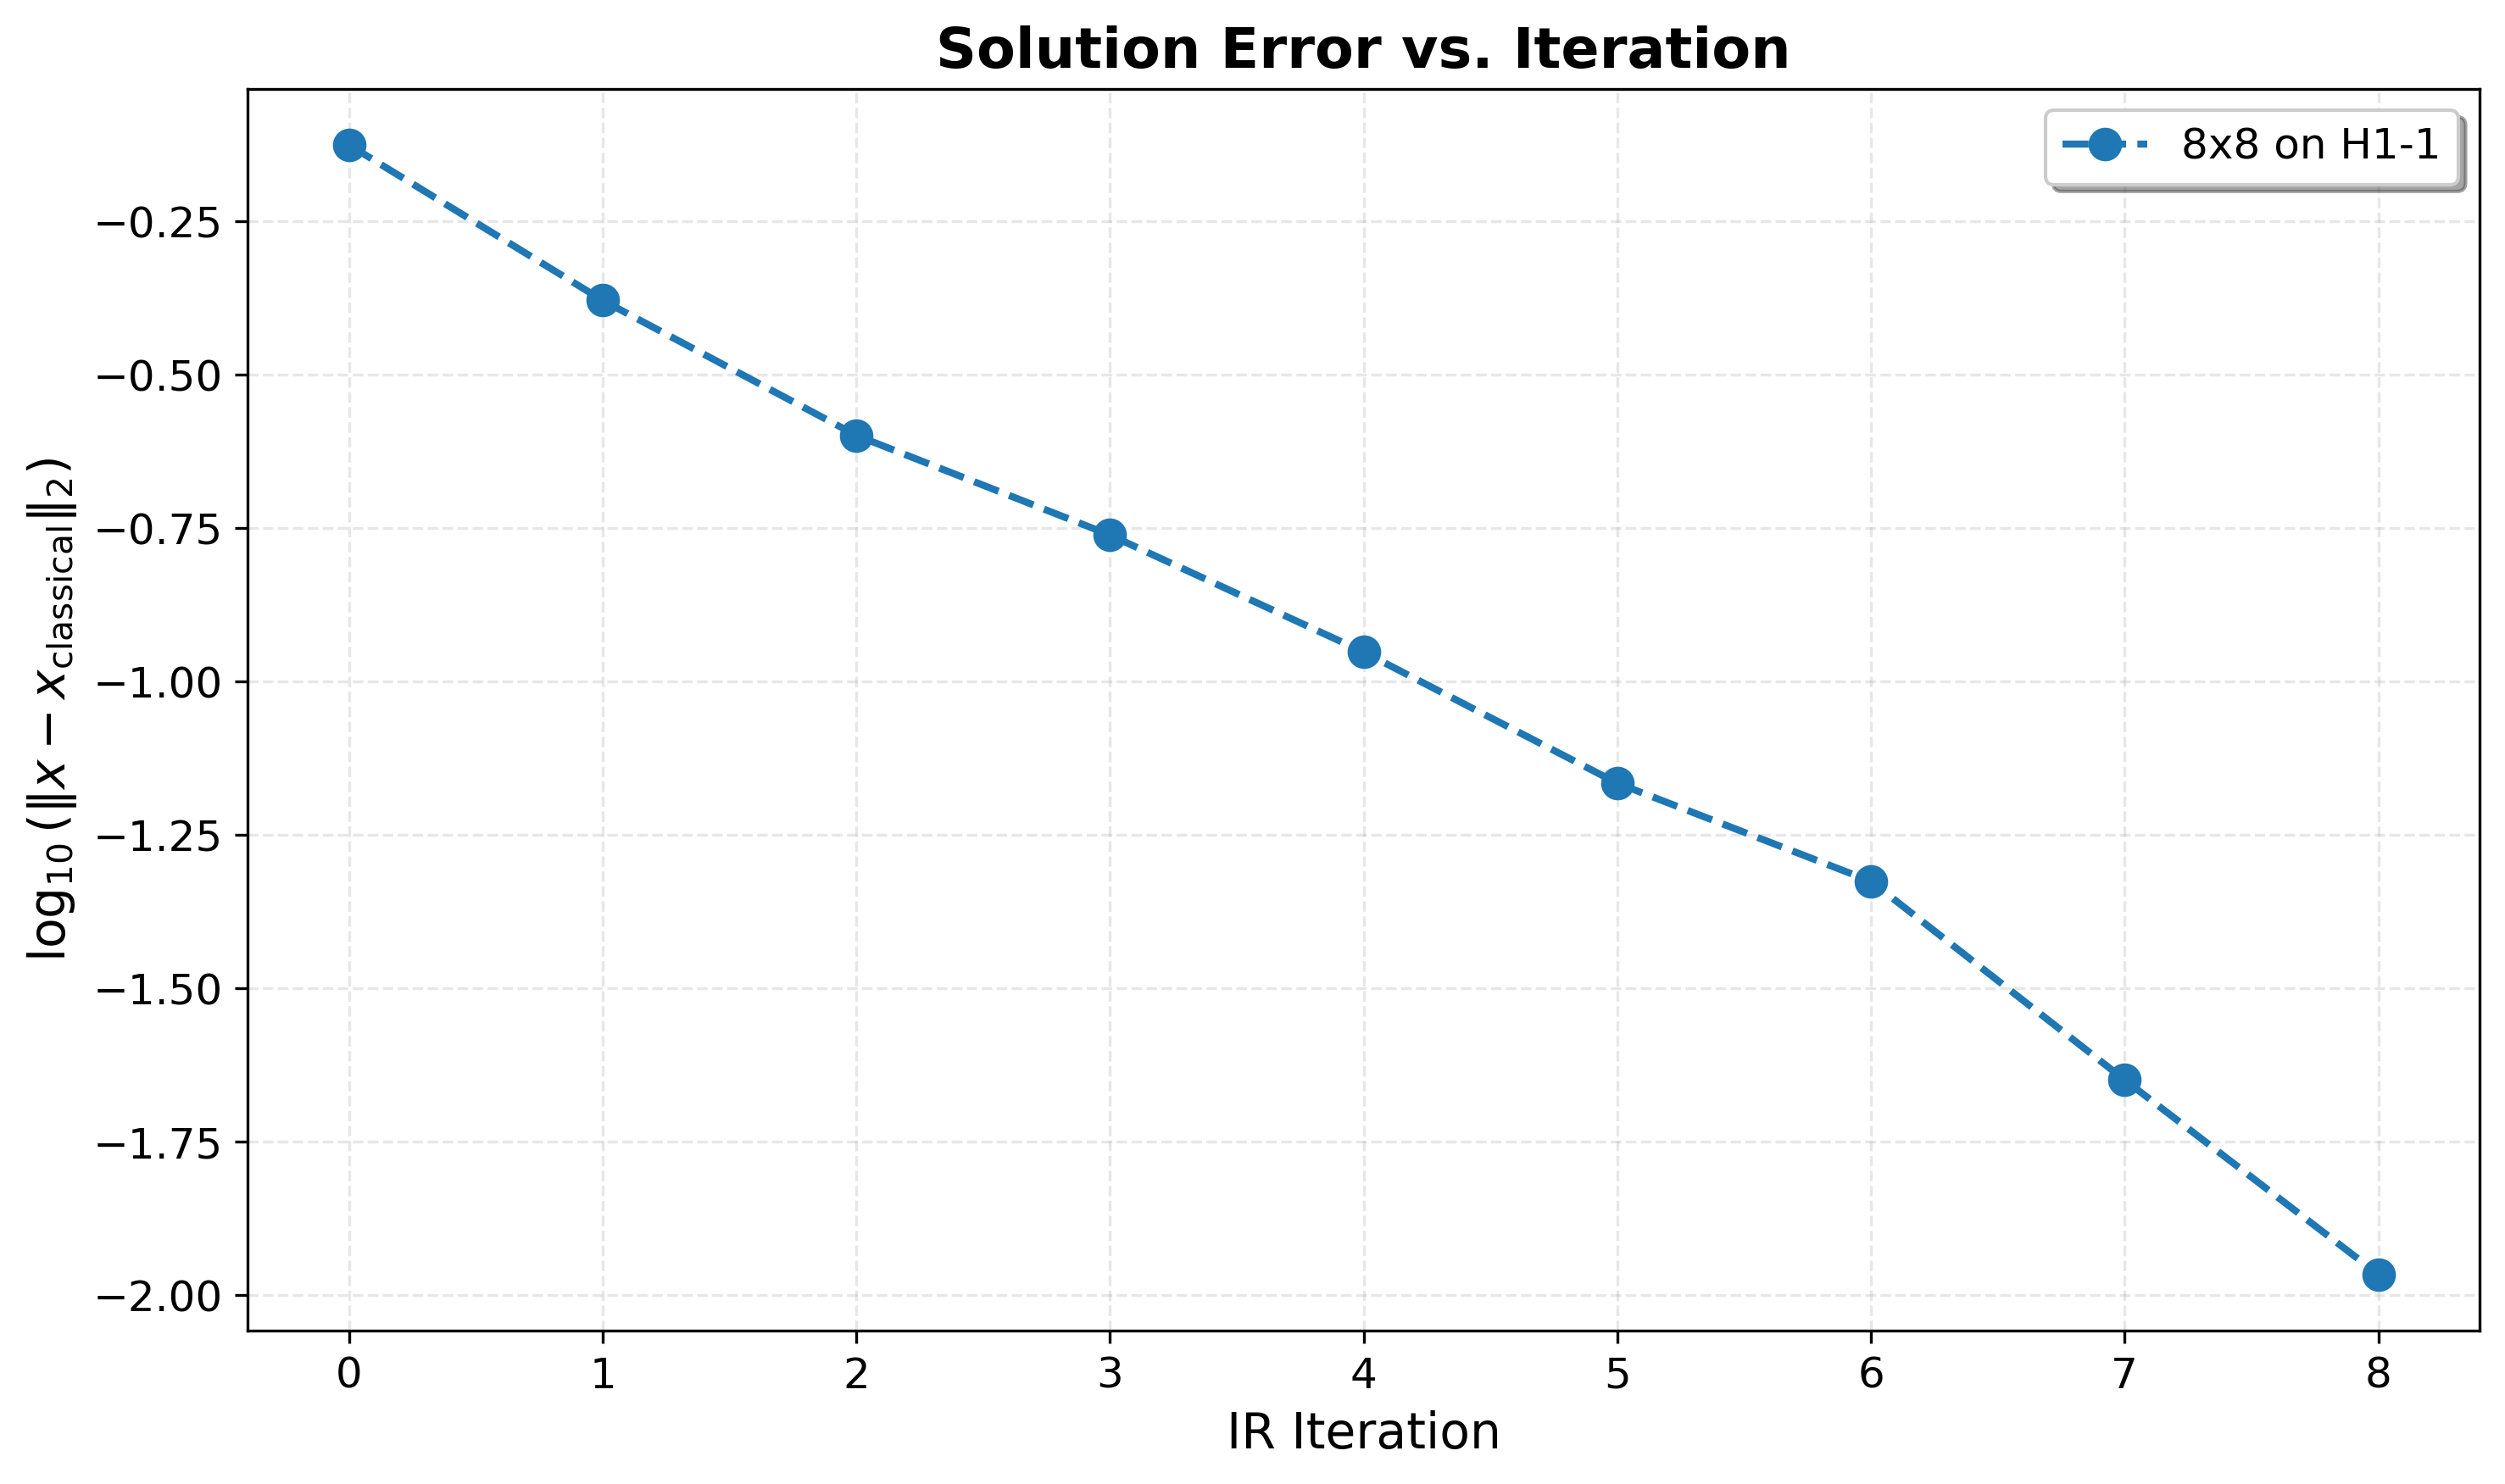 Solution Error vs. Iteration
8x8 on H1-1
log₁₀ (‖x − x_classical‖₂)
−0.25
−0.50
−0.75
−1.00
−1.25
−1.50
−1.75
−2.00
0 1 2 3 4 5 6 7 8
IR Iteration